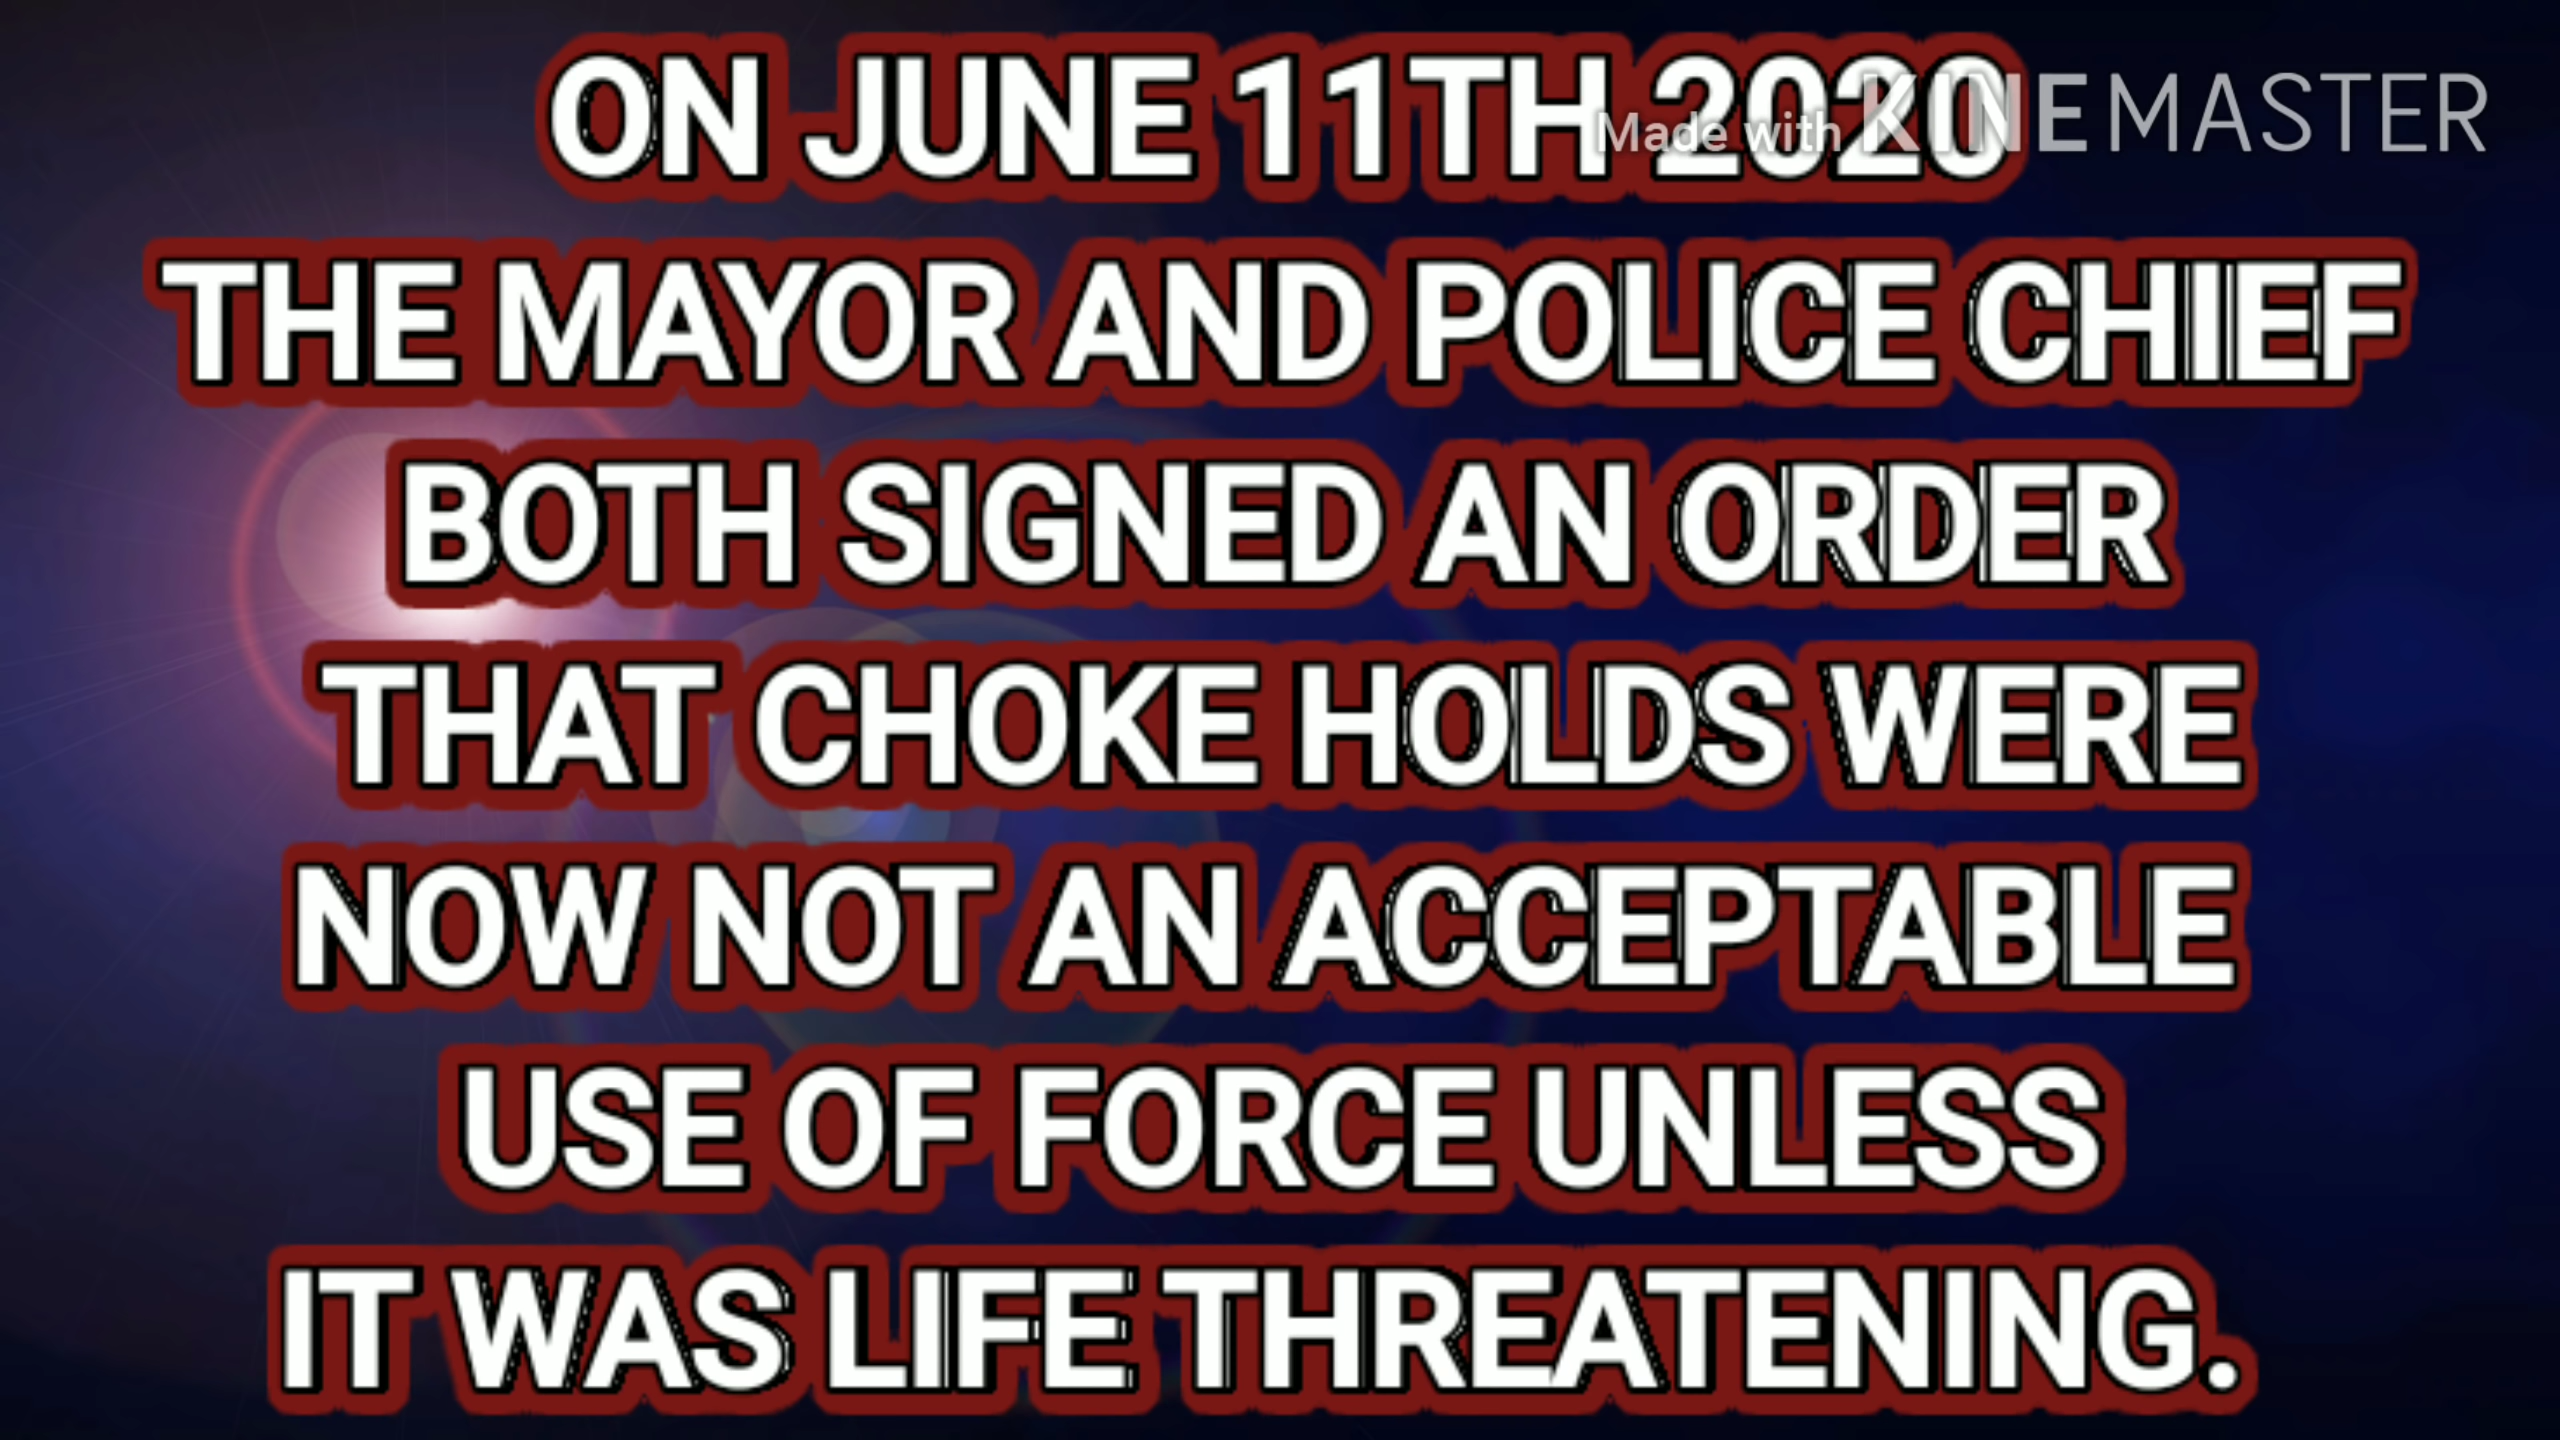 ON JUNE 11TH 2020
Made with KINEMASTER
THE MAYOR AND POLICE CHIEF
BOTH SIGNED AN ORDER
THAT CHOKE HOLDS WERE
NOW NOT AN ACCEPTABLE
USE OF FORCE UNLESS
IT WAS LIFE THREATENING.